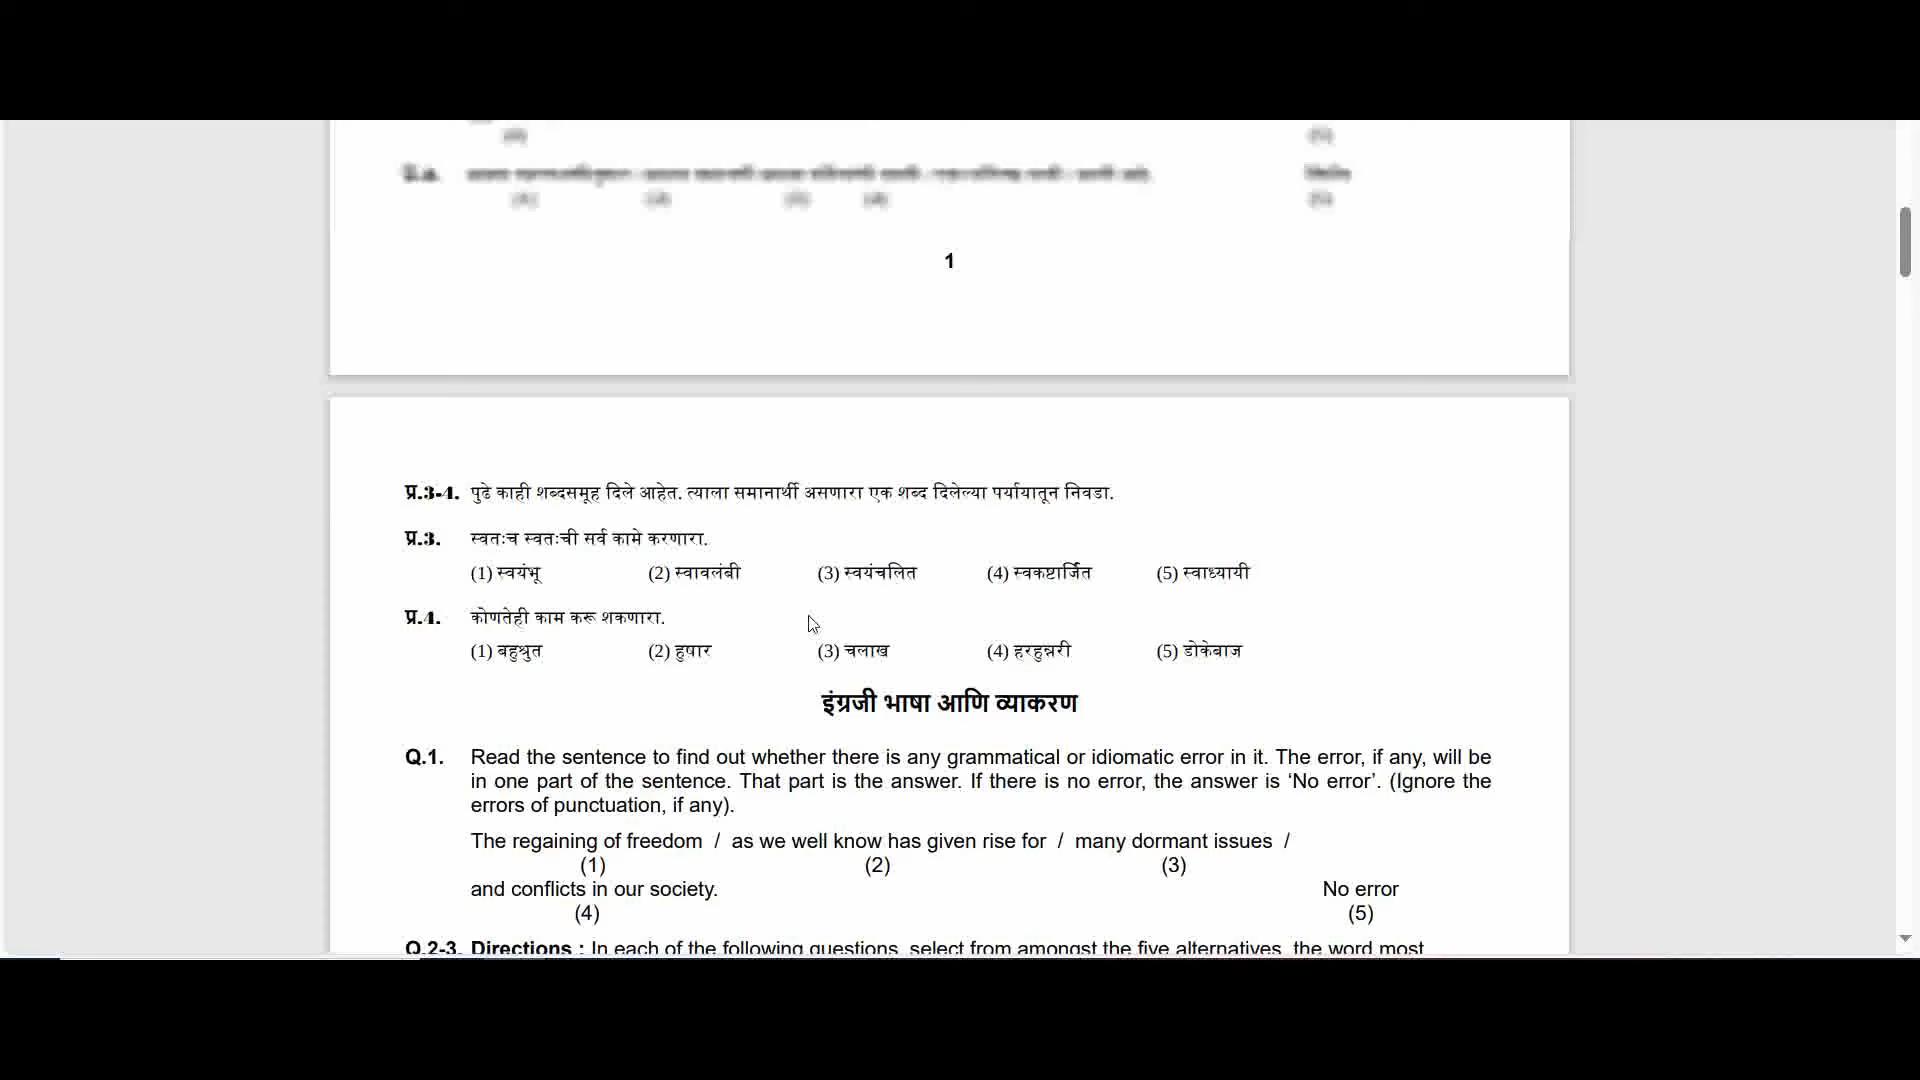 1
प्र.3-4. पुढे काही शब्दसमूह दिले आहेत. त्याला समानार्थी असणारा एक शब्द दिलेल्या पर्यायातून निवडा.
प्र.3. स्वतःच स्वतःची सर्व कामे करणारा.
(1) स्वयंभू (2) स्वावलंबी (3) स्वयंचलित (4) स्वकष्टार्जित (5) स्वाध्यायी
प्र.4. कोणतेही काम करू शकणारा.
(1) बहुश्रुत (2) हुषार (3) चलाख (4) हरहुन्नरी (5) डोकेबाज
इंग्रजी भाषा आणि व्याकरण
Q.1. Read the sentence to find out whether there is any grammatical or idiomatic error in it. The error, if any, will be
in one part of the sentence. That part is the answer. If there is no error, the answer is ‘No error’. (Ignore the
errors of punctuation, if any).
The regaining of freedom / as we well know has given rise for / many dormant issues /
(1) (2) (3)
and conflicts in our society. No error
(4) (5)
Q.2-3. Directions : In each of the following questions, select from amongst the five alternatives, the word most